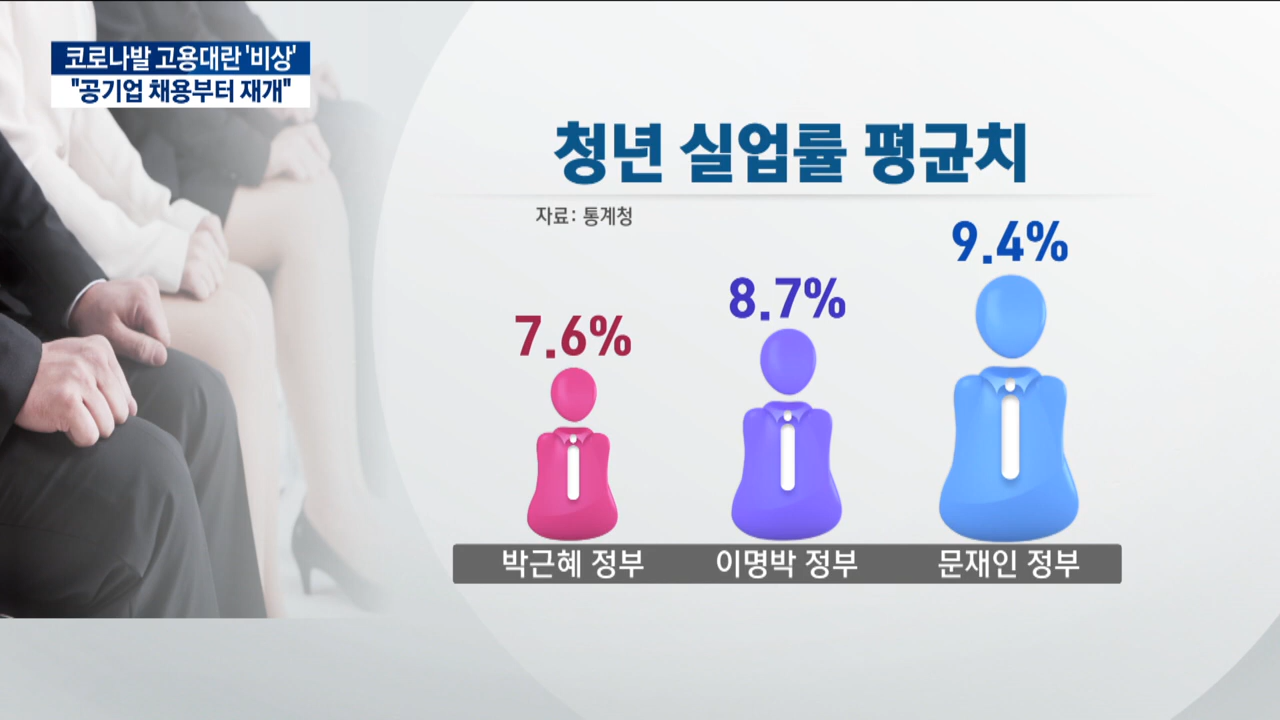 코로나발 고용대란 '비상'
"공기업 채용부터 재개"
청년 실업률 평균치
자료: 통계청
7.6%
8.7%
9.4%
박근혜 정부
이명박 정부
문재인 정부